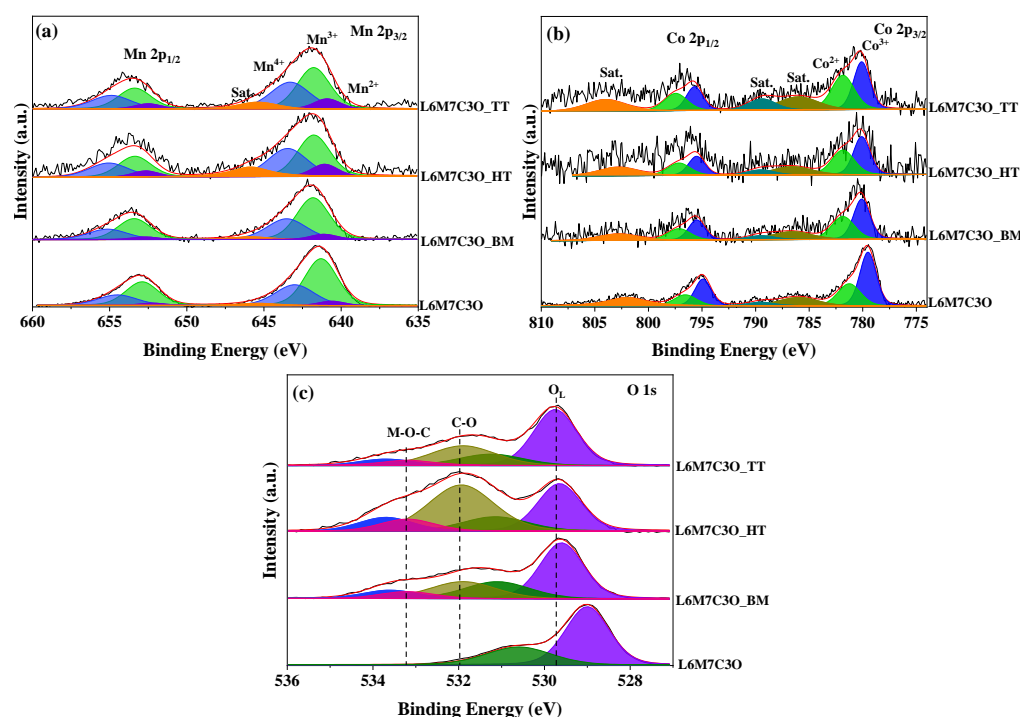 (a)
Mn 2p1/2
Mn3+
Mn 2p3/2
Mn4+
Sat.
Mn2+
L6M7C3O_TT
L6M7C3O_HT
L6M7C3O_BM
L6M7C3O
Intensity (a.u.)
660 655 650 645 640 635
Binding Energy (eV)
(b)
Co 2p1/2
Co 2p3/2
Co3+
Co2+
Sat.
Sat.
Sat.
L6M7C3O_TT
L6M7C3O_HT
L6M7C3O_BM
L6M7C3O
Intensity (a.u.)
810 805 800 795 790 785 780 774
Binding Energy (eV)
(c)
OL
O 1s
M-O-C
C-O
L6M7C3O_TT
L6M7C3O_HT
L6M7C3O_BM
L6M7C3O
Intensity (a.u.)
536 534 532 530 528
Binding Energy (eV)